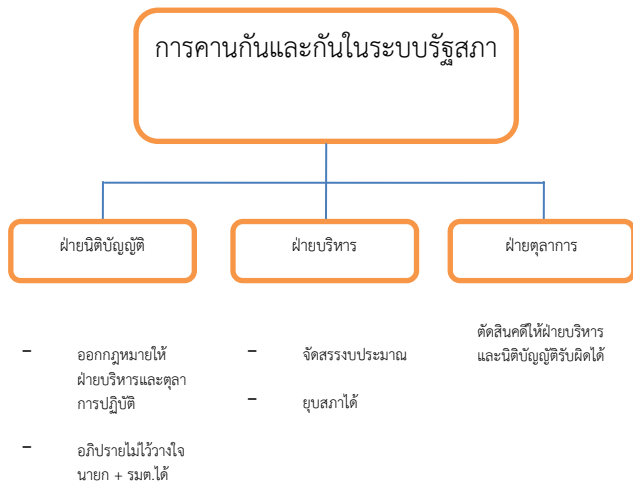 การคานกันและกันในระบบรัฐสภา
ฝ่ายนิติบัญญัติ
ฝ่ายบริหาร
ฝ่ายตุลาการ
- ออกกฎหมายให้
ฝ่ายบริหารและตุลา
การปฏิบัติ
- อภิปรายไม่ไว้วางใจ
นายก + รมต.ได้
- จัดสรรงบประมาณ
- ยุบสภาได้
ตัดสินคดีให้ฝ่ายบริหาร
และนิติบัญญัติรับผิดได้